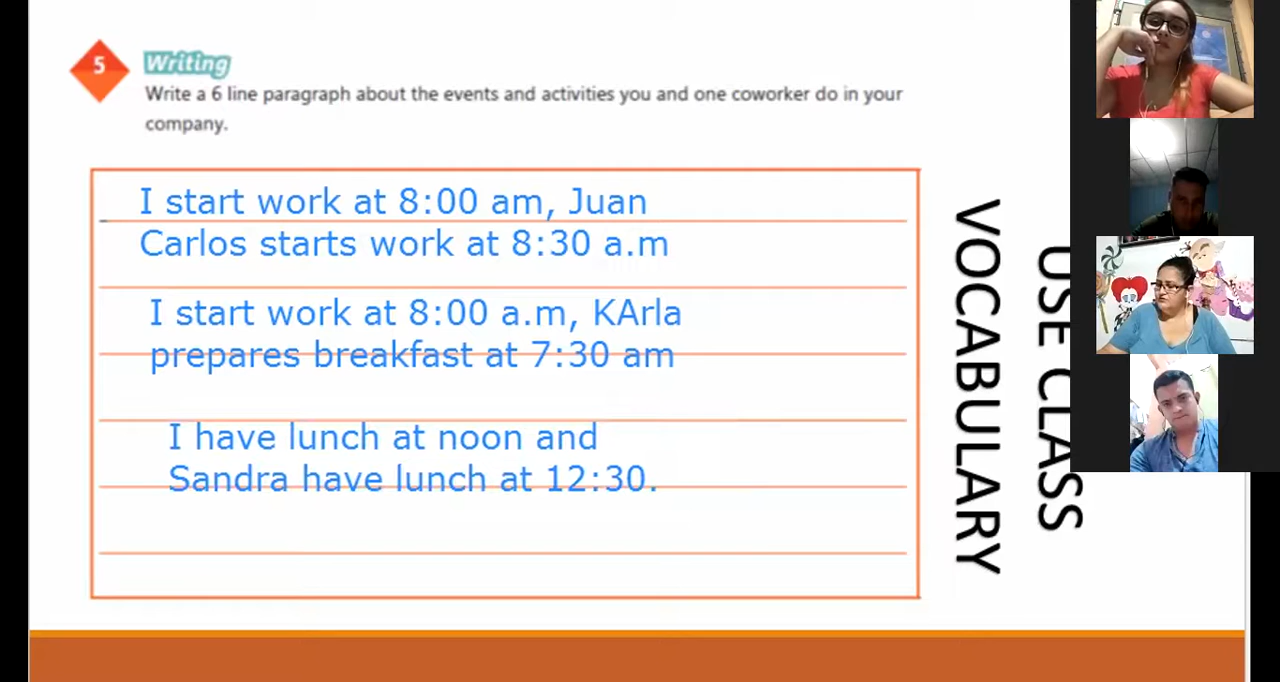 5
Writing
Write a 6 line paragraph about the events and activities you and one coworker do in your
company.
I start work at 8:00 am, Juan
Carlos starts work at 8:30 a.m
I start work at 8:00 a.m, KArla
prepares breakfast at 7:30 am
I have lunch at noon and
Sandra have lunch at 12:30.
USE CLASS
VOCABULARY